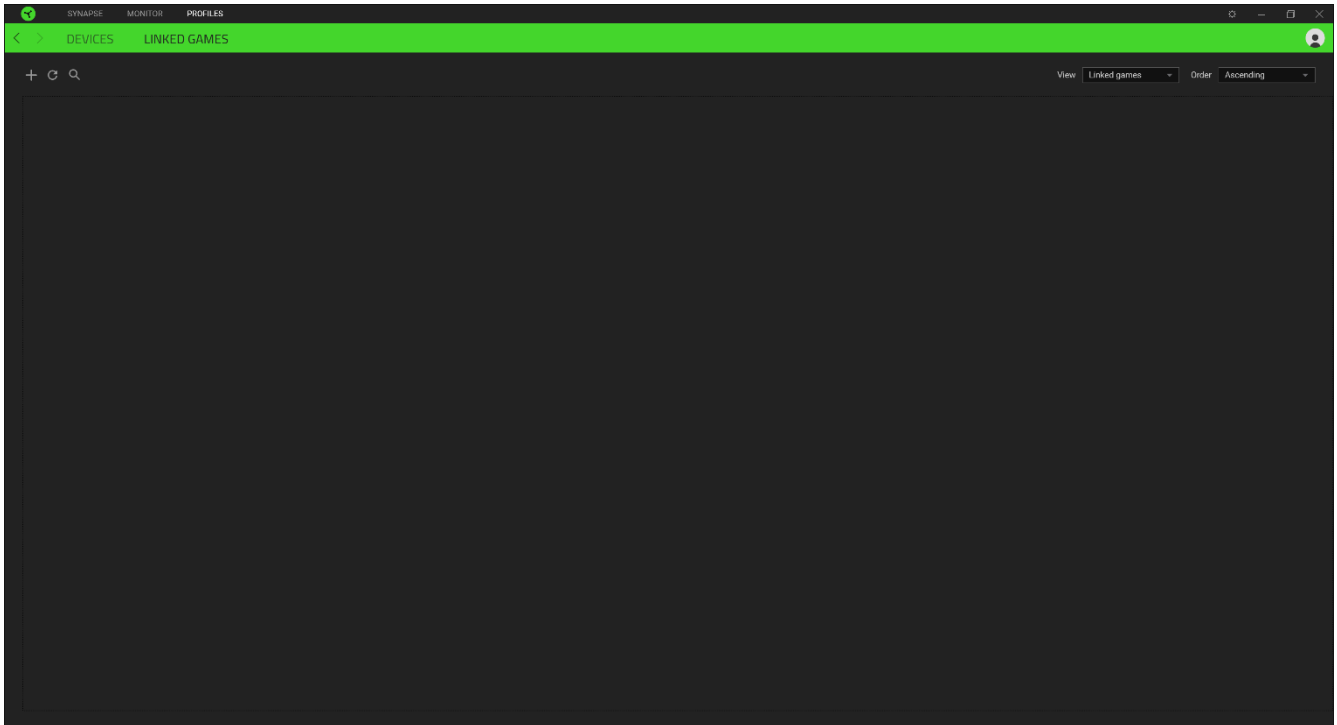 SYNAPSE MONITOR PROFILES
DEVICES LINKED GAMES
View Linked games Order Ascending